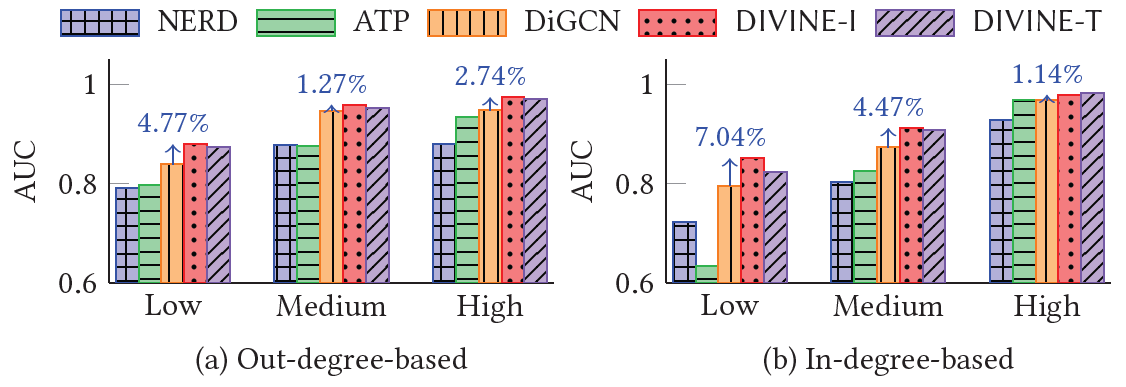 NERD ATP DiGCN DIVINE-I DIVINE-T
AUC
1
0.8
0.6
4.77%
1.27%
2.74%
Low Medium High
(a) Out-degree-based
AUC
1
0.8
0.6
7.04%
4.47%
1.14%
Low Medium High
(b) In-degree-based